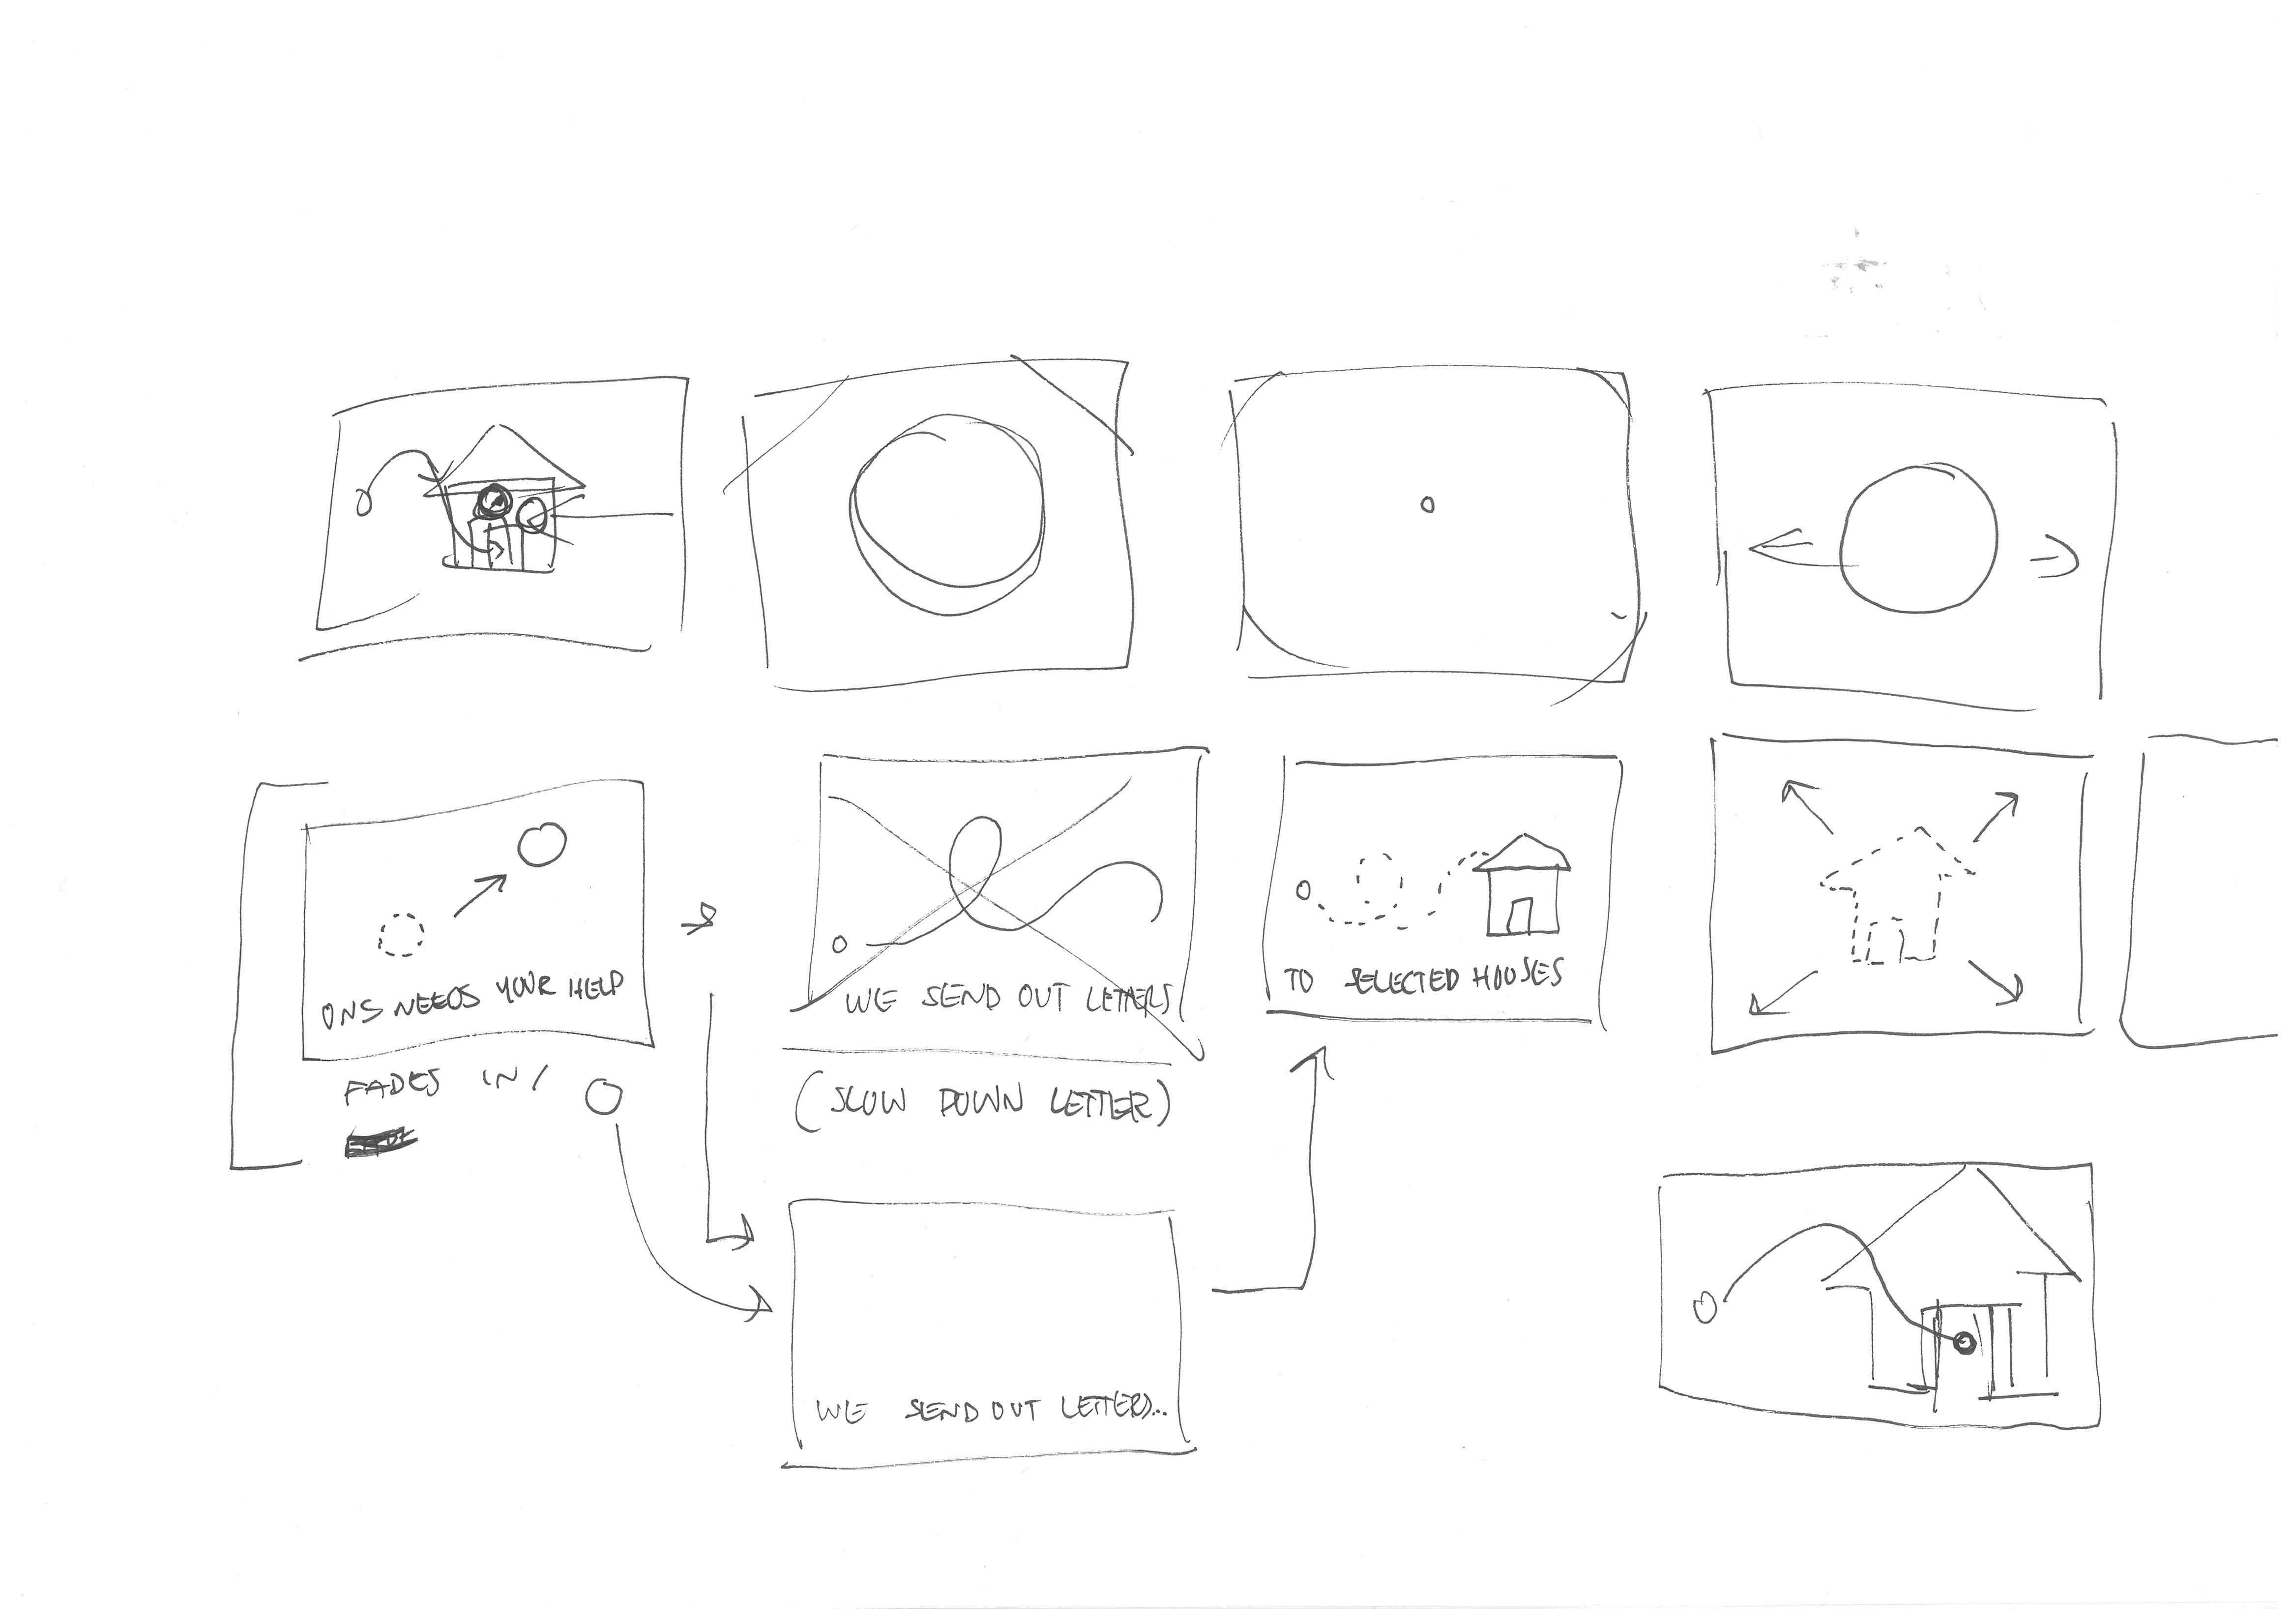 ONS NEEDS YOUR HELP
WE SEND OUT LETTERS
TO SELECTED HOUSES
FADES IN/
(SLOW DOWN LETTER)
WE SEND OUT LETTERS...